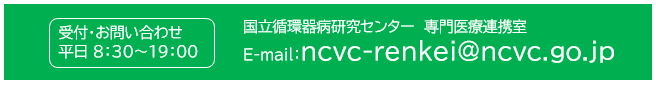 受付・お問い合わせ
平日 8：30〜19：00
国立循環器病研究センター 専門医療連携室
E-mail：ncvc-renkei@ncvc.go.jp